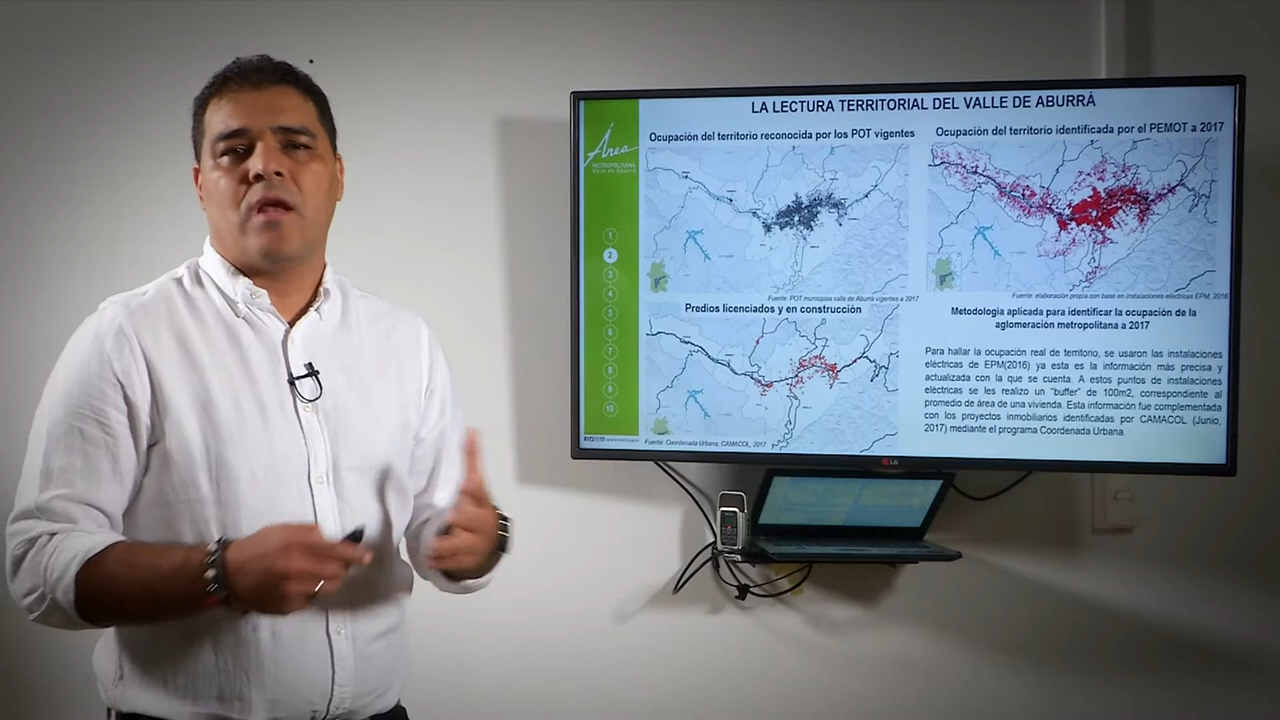 LA LECTURA TERRITORIAL DEL VALLE DE ABURRÁ
Área
METROPOLITANA
Valle de Aburrá
1
2
3
4
5
6
7
8
9
10
Ocupación del territorio reconocida por los POT vigentes
Fuente: POT municipios valle de Aburrá vigentes a 2017
Ocupación del territorio identificada por el PEMOT a 2017
Fuente: elaboración propia con base en instalaciones eléctricas EPM, 2016
Predios licenciados y en construcción
Fuente: Coordenada Urbana, CAMACOL, 2017
Metodología aplicada para identificar la ocupación de la
aglomeración metropolitana a 2017
Para hallar la ocupación real de territorio, se usaron las instalaciones
eléctricas de EPM(2016) ya esta es la información más precisa y
actualizada con la que se cuenta. A estos puntos de instalaciones
eléctricas se les realizo un "buffer" de 100m2, correspondiente al
promedio de área de una vivienda. Esta información fue complementada
con los proyectos inmobiliarios identificadas por CAMACOL (Junio,
2017) mediante el programa Coordenada Urbana.
LG